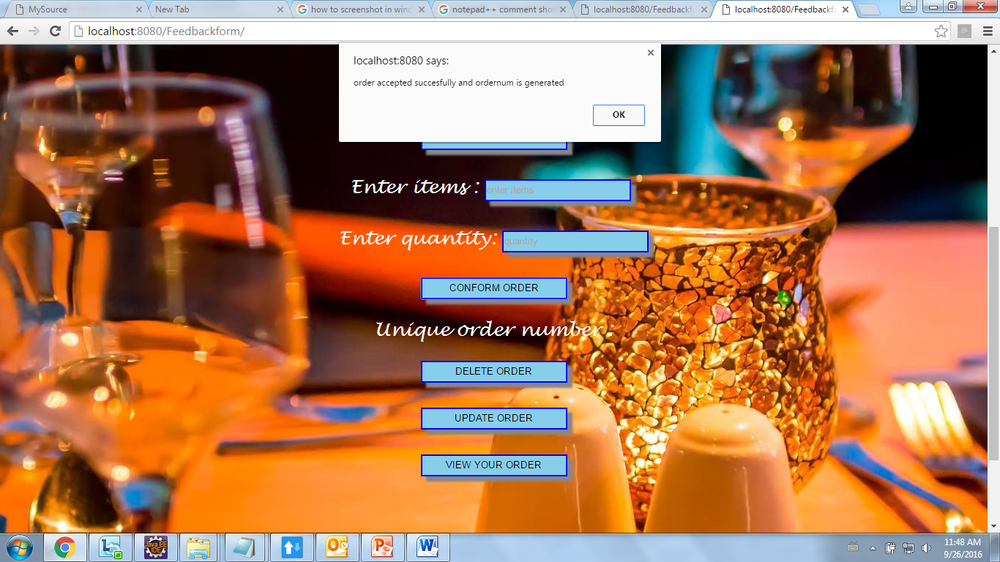 MySource
New Tab
how to screenshot in wind
notepad++ comment sho
localhost:8080/Feedbackfo
localhost:8080/Feedbackfo
localhost:8080/Feedbackform/
localhost:8080 says:
order accepted succesfully and ordernum is generated
OK
Enter items :
enter items
Enter quantity:
quantity
CONFORM ORDER
Unique order number :
DELETE ORDER
UPDATE ORDER
VIEW YOUR ORDER
Java EE
IDE
11:48 AM
9/26/2016